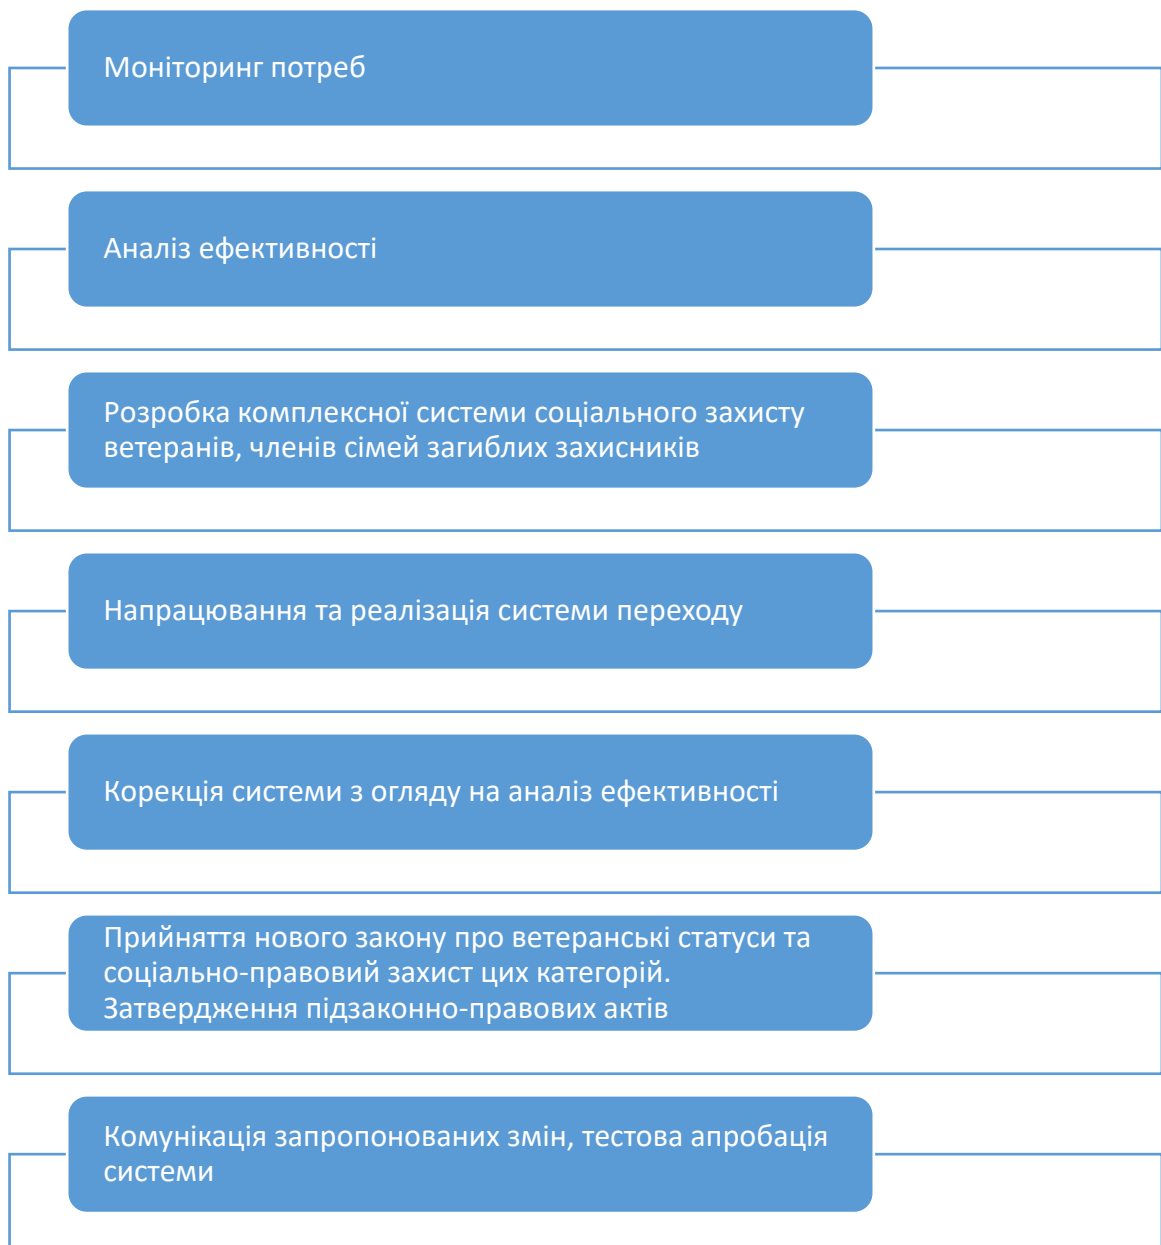 Моніторинг потреб
Аналіз ефективності
Розробка комплексної системи соціального захисту
ветеранів, членів сімей загиблих захисників
Напрацювання та реалізація системи переходу
Корекція системи з огляду на аналіз ефективності
Прийняття нового закону про ветеранські статуси та
соціально-правовий захист цих категорій.
Затвердження підзаконно-правових актів
Комунікація запропонованих змін, тестова апробація
системи